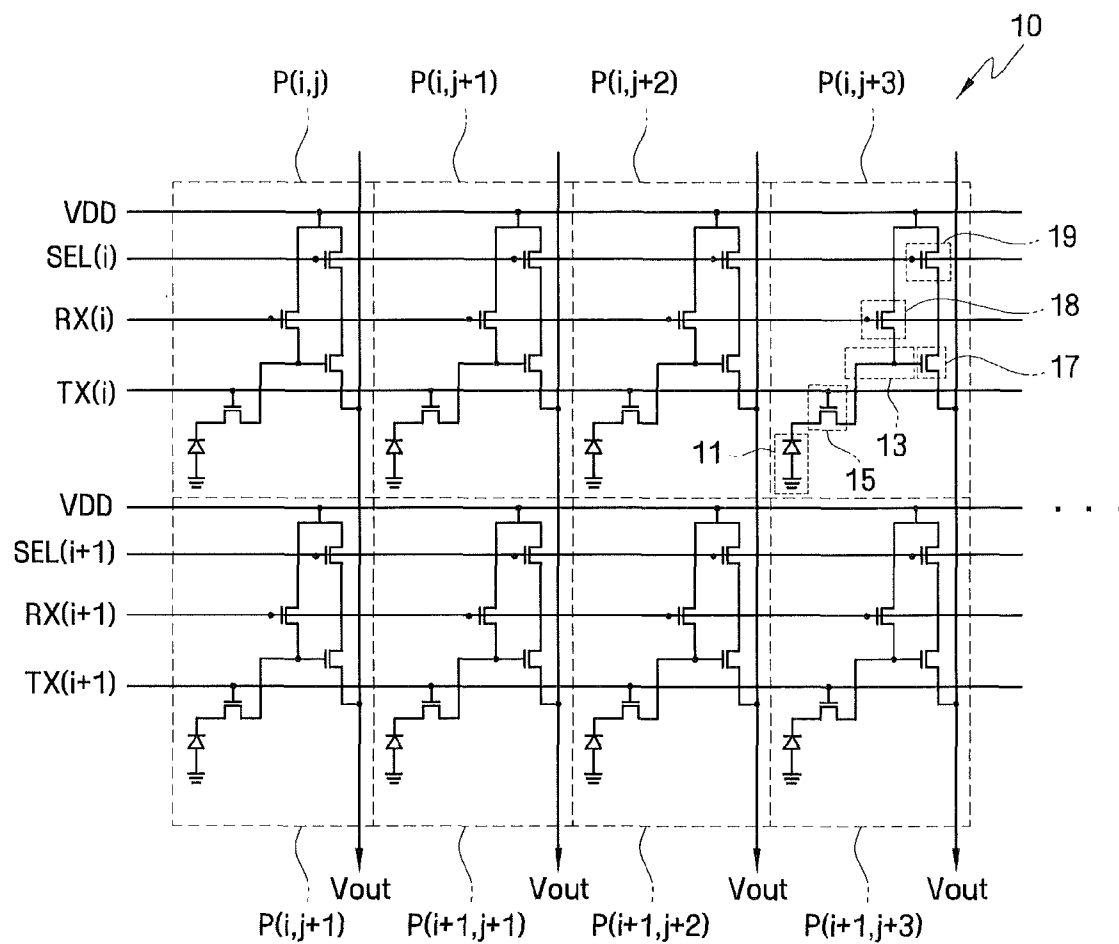 10
P(i,j) P(i,j+1) P(i,j+2) P(i,j+3)
VDD
SEL(i) 19
RX(i) 18
17
TX(i)
13
11 15
VDD
. . .
SEL(i+1)
RX(i+1)
TX(i+1)
Vout Vout Vout Vout
P(i,j+1) P(i+1,j+1) P(i+1,j+2) P(i+1,j+3)